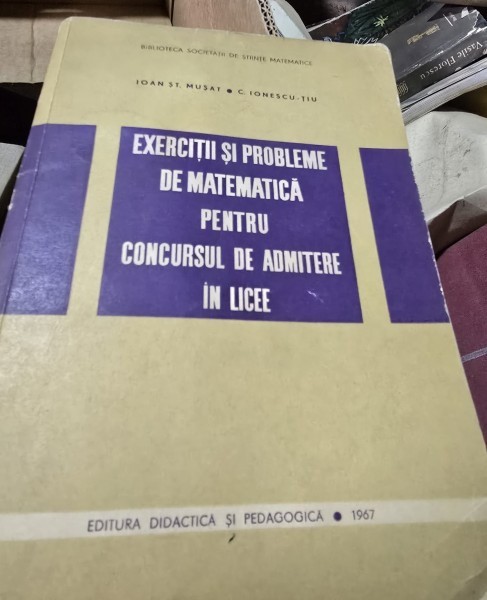 BIBLIOTECA SOCIETĂȚII DE ȘTIINȚE MATEMATICE
IOAN ST. MUȘAT ● C. IONESCU-ȚIU
EXERCIȚII ȘI PROBLEME
DE MATEMATICĂ
PENTRU
CONCURSUL DE ADMITERE
ÎN LICEE
EDITURA DIDACTICĂ ȘI PEDAGOGICĂ ● 1967
Vasile Florescu